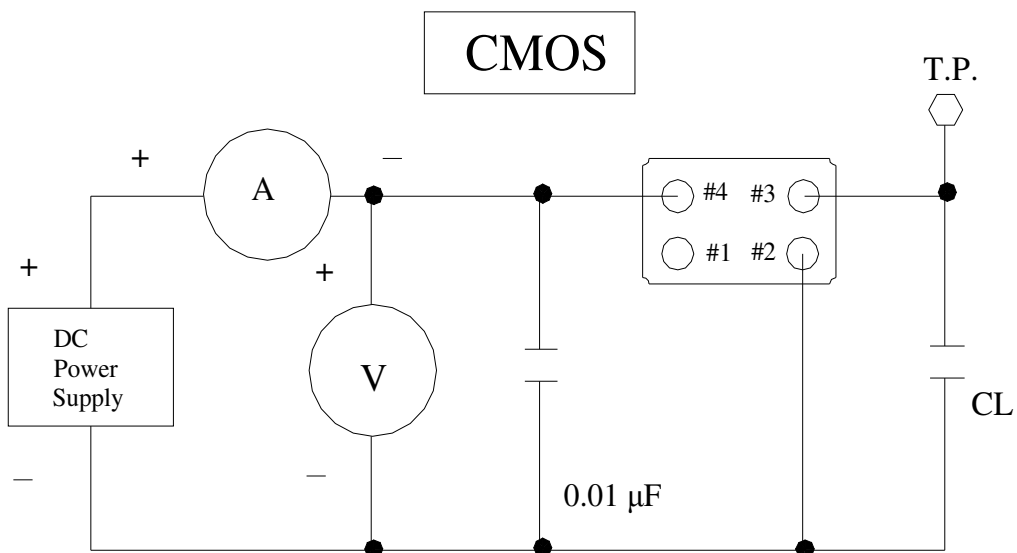 CMOS
T.P.
+
–
A
#4 #3
#1 #2
+
+
DC
Power
Supply
V
CL
–
–
0.01 µF